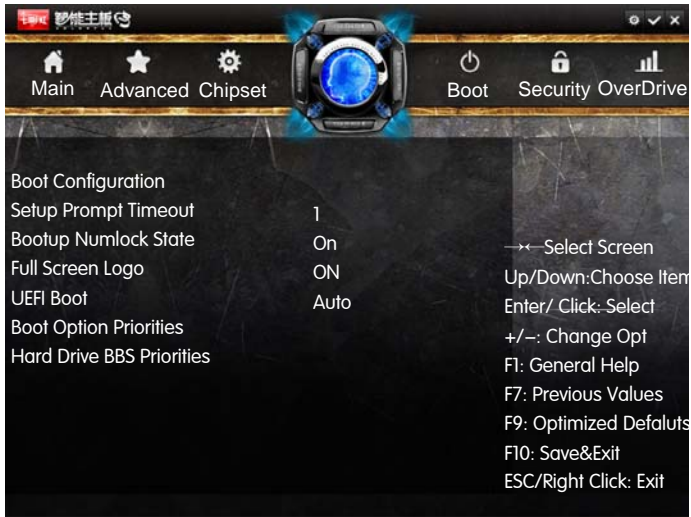 七彩虹 智能主板
Main Advanced Chipset Boot Security OverDrive
Boot Configuration
Setup Prompt Timeout 1
Bootup Numlock State On
Full Screen Logo ON
UEFI Boot Auto
Boot Option Priorities
Hard Drive BBS Priorities
→←Select Screen
Up/Down:Choose Item
Enter/ Click: Select
+/-: Change Opt
F1: General Help
F7: Previous Values
F9: Optimized Defaluts
F10: Save&Exit
ESC/Right Click: Exit